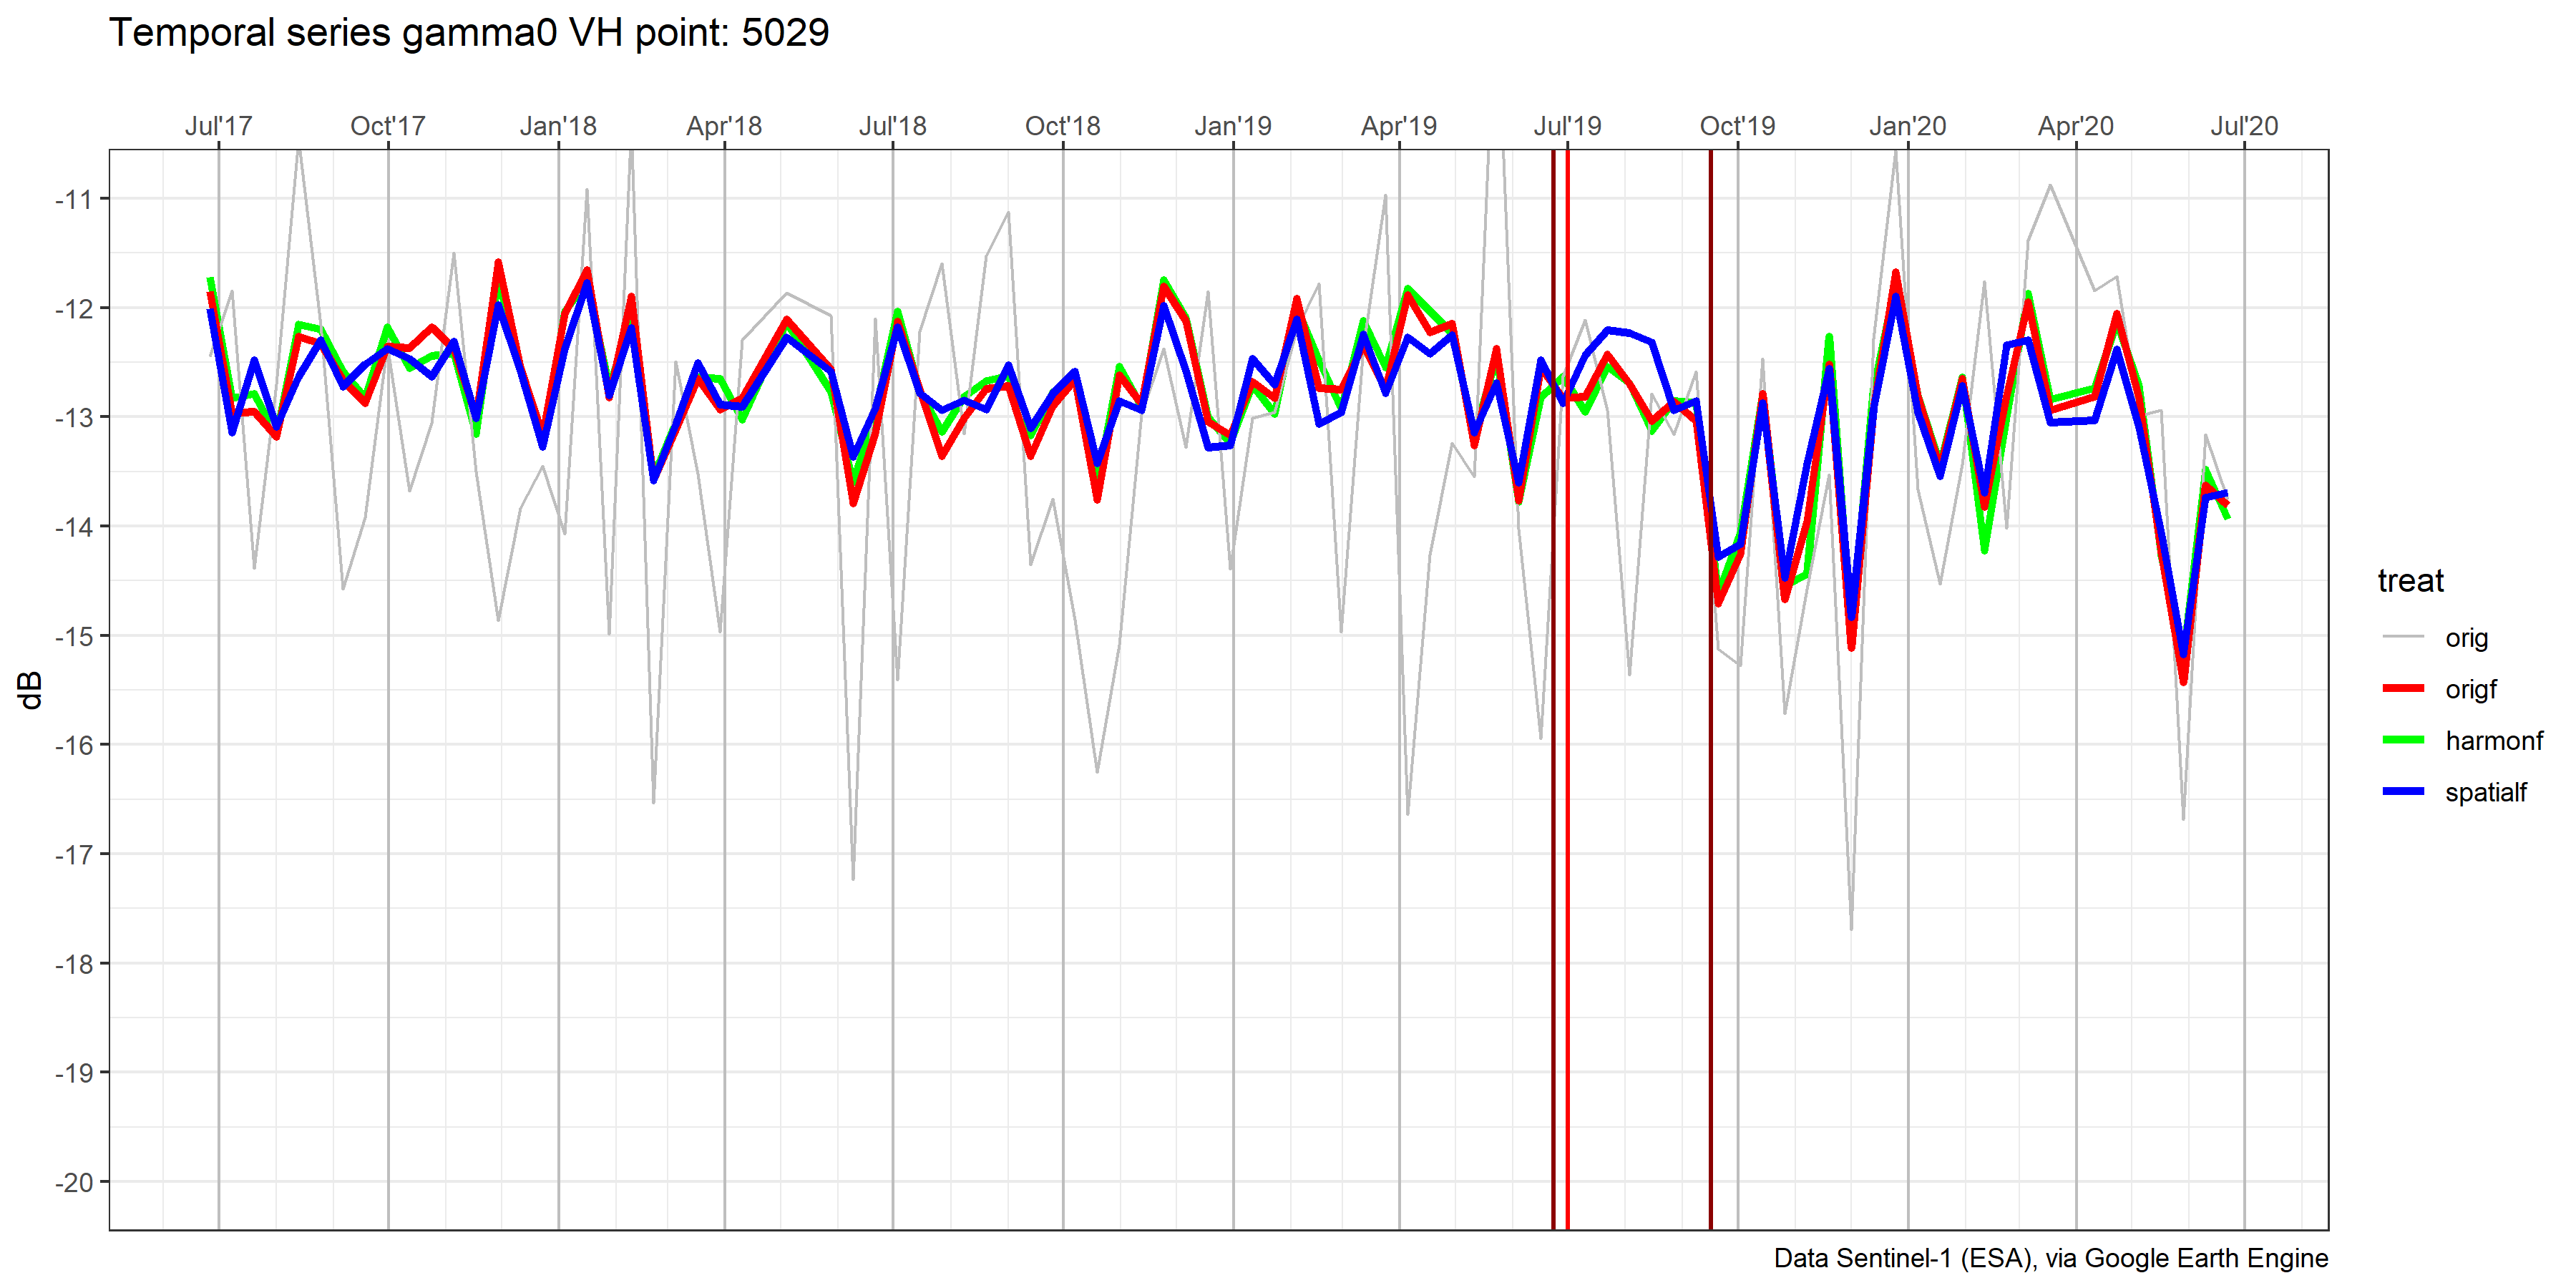 Temporal series gamma0 VH point: 5029
Jul'17 Oct'17 Jan'18 Apr'18 Jul'18 Oct'18 Jan'19 Apr'19 Jul'19 Oct'19 Jan'20 Apr'20 Jul'20
-11
-12
-13
-14
-15
-16
-17
-18
-19
-20
dB
treat
orig
origf
harmonf
spatialf
Data Sentinel-1 (ESA), via Google Earth Engine